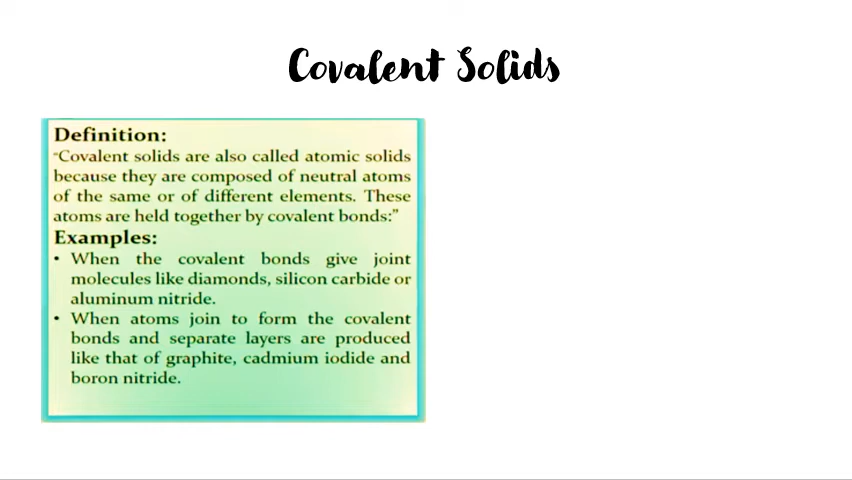 Covalent Solids
Definition:
"Covalent solids are also called atomic solids
because they are composed of neutral atoms
of the same or of different elements. These
atoms are held together by covalent bonds:"
Examples:
• When the covalent bonds give joint
molecules like diamonds, silicon carbide or
aluminum nitride.
• When atoms join to form the covalent
bonds and separate layers are produced
like that of graphite, cadmium iodide and
boron nitride.